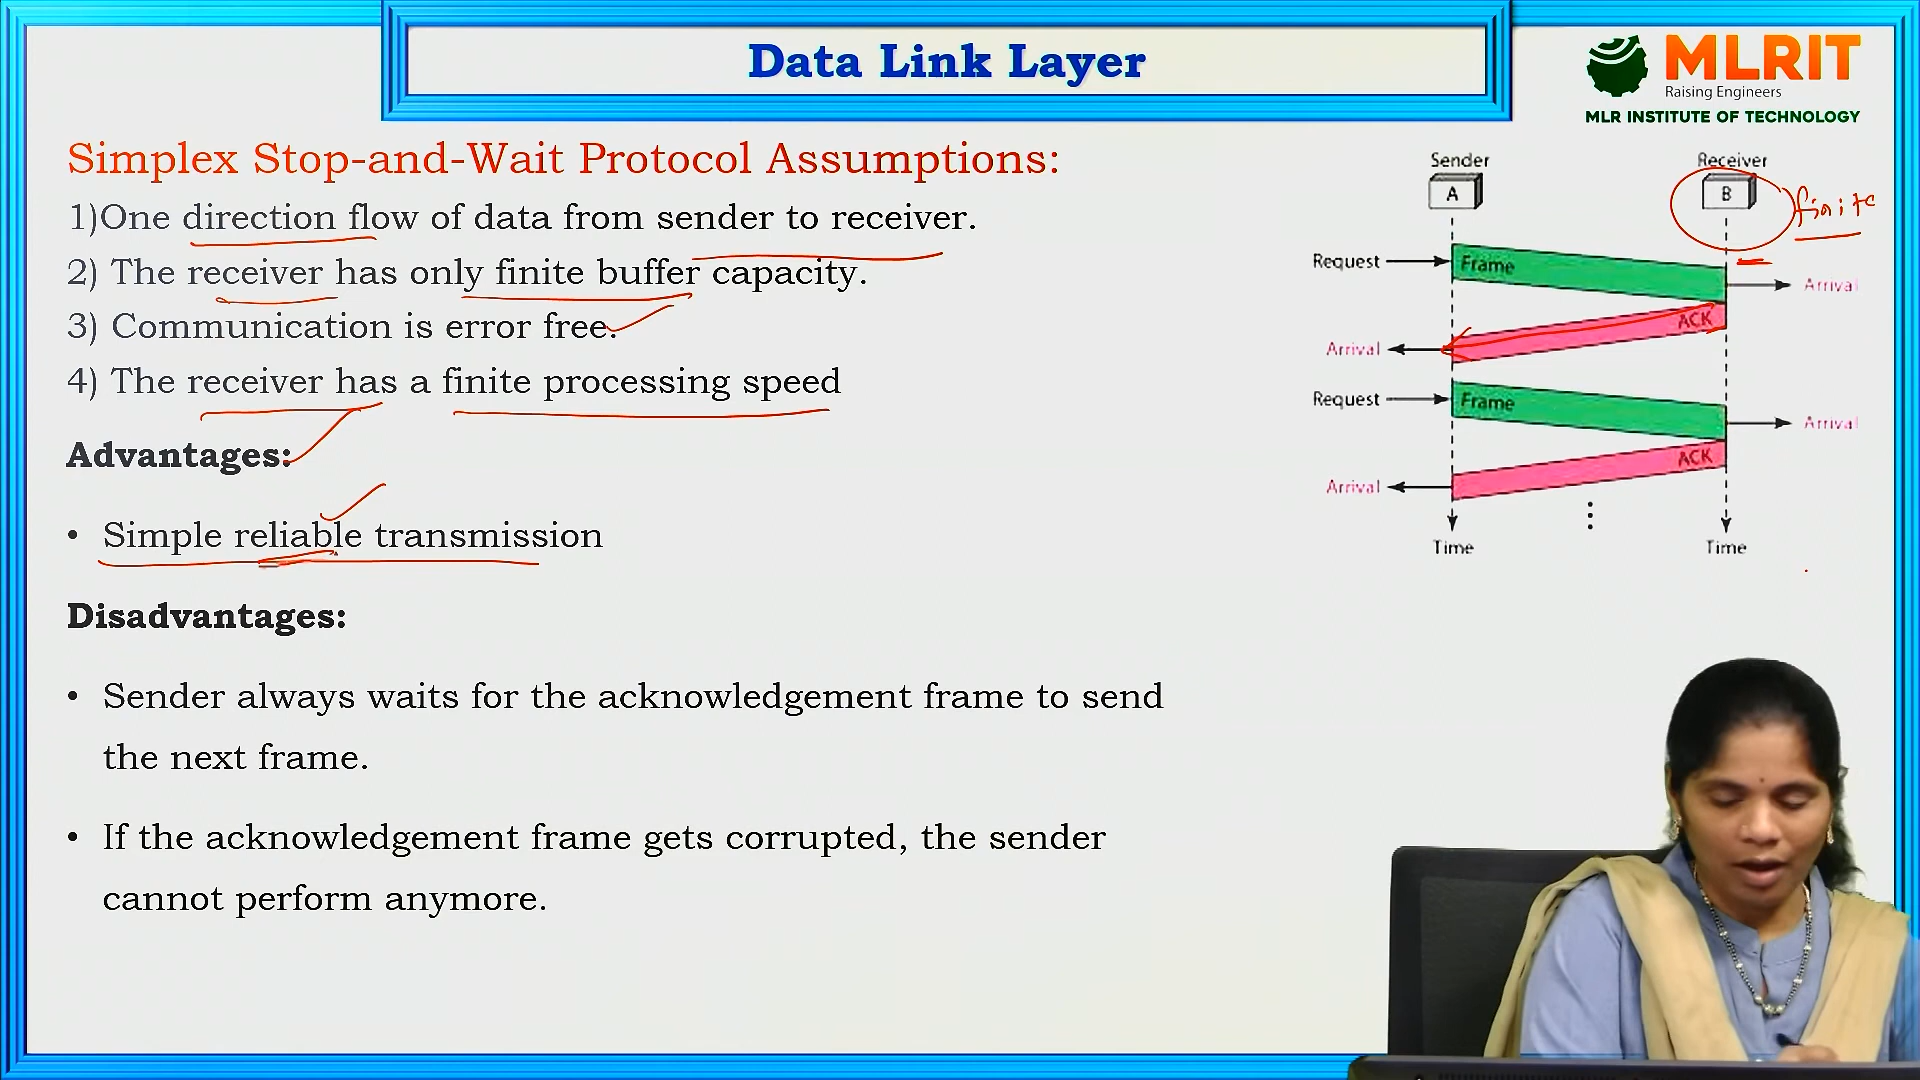 Data Link Layer
MLRIT
Raising Engineers
MLR INSTITUTE OF TECHNOLOGY
Simplex Stop-and-Wait Protocol Assumptions:
1)One direction flow of data from sender to receiver.
2) The receiver has only finite buffer capacity.
3) Communication is error free.
4) The receiver has a finite processing speed
Advantages:
• Simple reliable transmission
Disadvantages:
• Sender always waits for the acknowledgement frame to send
the next frame.
• If the acknowledgement frame gets corrupted, the sender
cannot perform anymore.
Sender Receiver
A B finite
Request Frame Arrival
ACK
Arrival
Request Frame Arrival
ACK
Arrival
Time Time